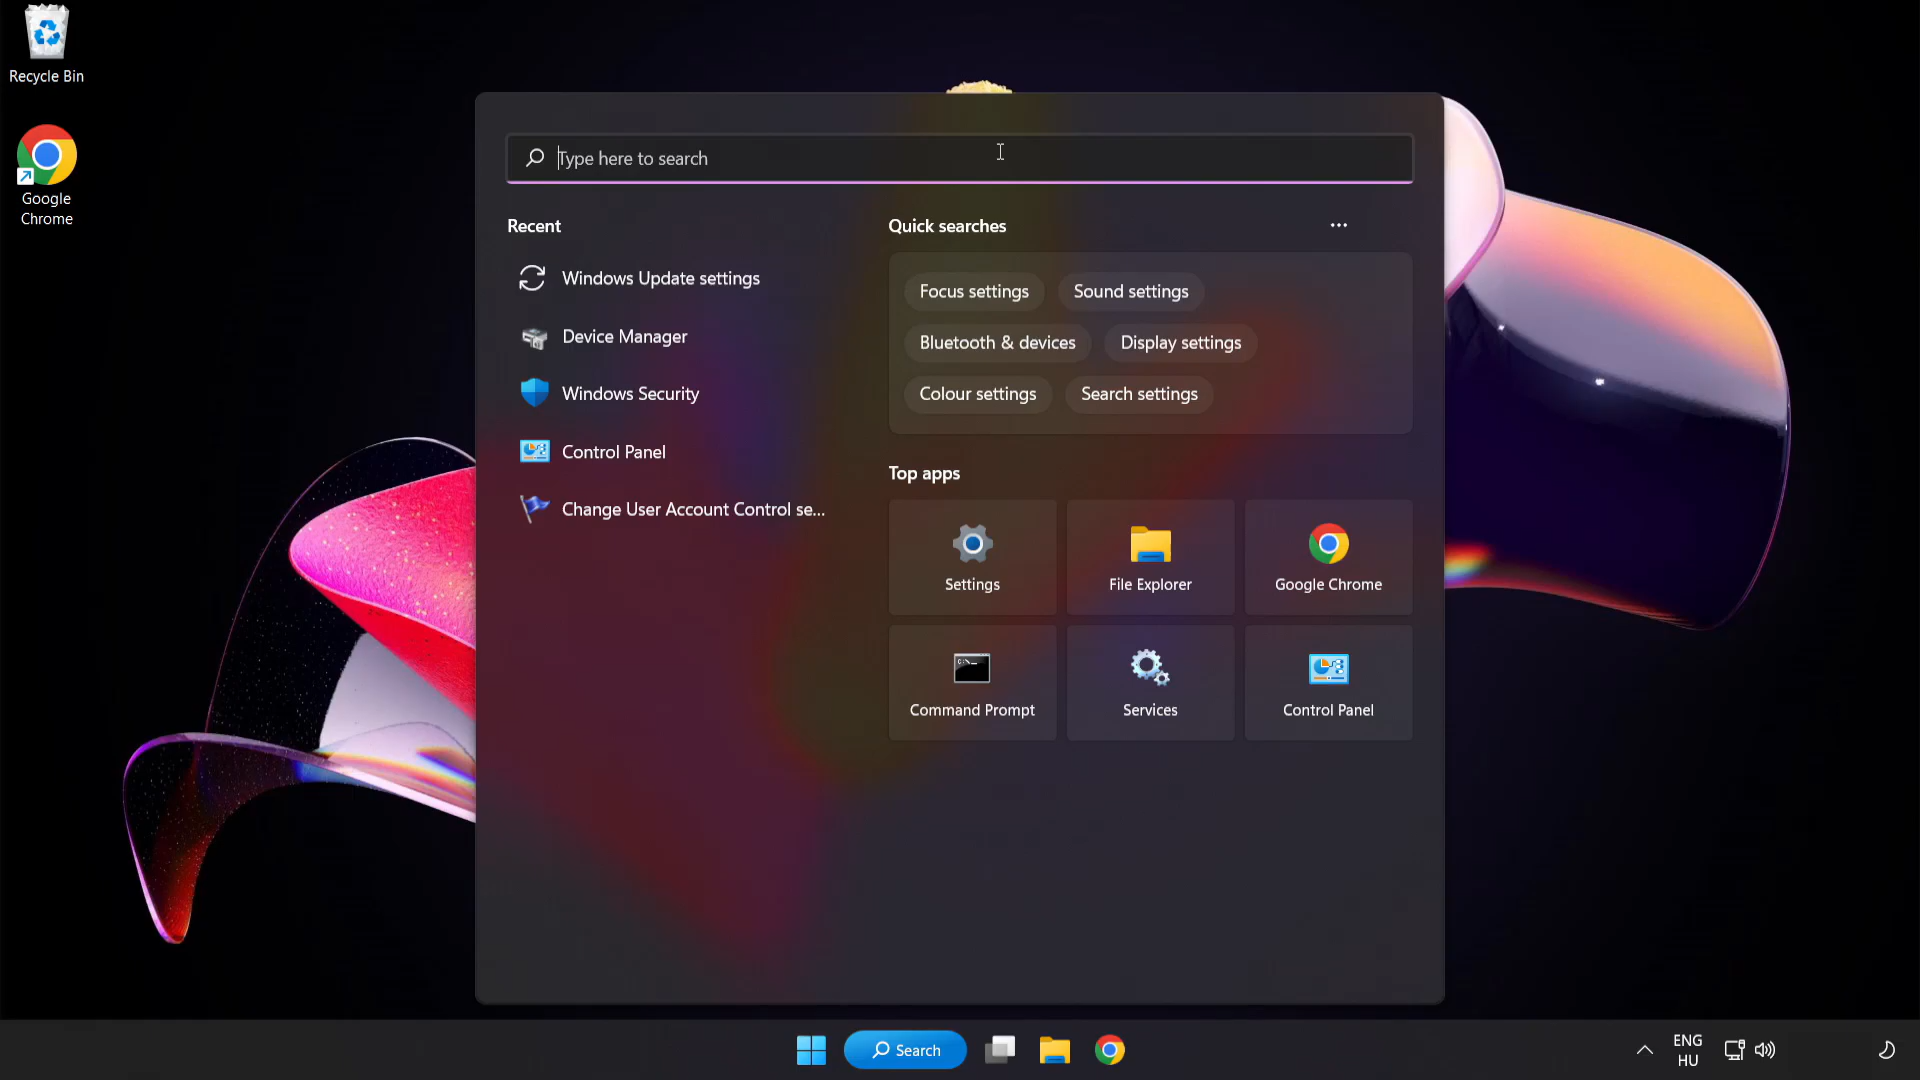 Recycle Bin
Google
Chrome
Type here to search
Recent
Windows Update settings
Device Manager
Windows Security
Control Panel
Change User Account Control se...
Quick searches
Focus settings
Sound settings
Bluetooth & devices
Display settings
Colour settings
Search settings
Top apps
Settings
File Explorer
Google Chrome
Command Prompt
Services
Control Panel
Search
ENG
HU